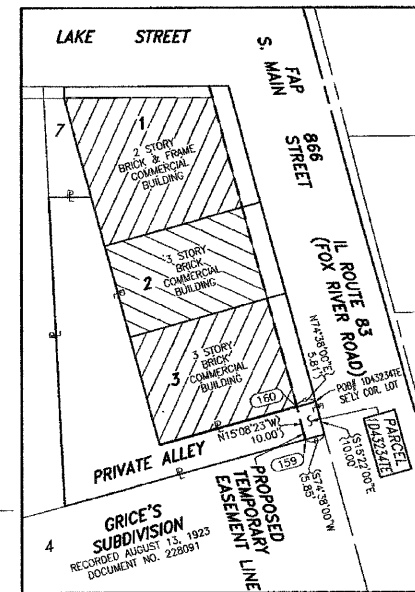 LAKE STREET
FAP 866
S. MAIN STREET
IL ROUTE 83
(FOX RIVER ROAD)
7
1
2 STORY
BRICK & FRAME
COMMERCIAL
BUILDING
2
3 STORY
BRICK
COMMERCIAL
BUILDING
3
3 STORY
BRICK
COMMERCIAL
BUILDING
N74°38'00"E
5.81'
POB# 1D43234TE
SELY COR. LOT
160
N15°08'23"W
10.00'
PARCEL
1D43234TE
(S15°22'00"E
10.00')
159
(S74°38'00"W
5.85'
PRIVATE ALLEY
PROPOSED
TEMPORARY
EASEMENT LINE
4
GRICE'S
SUBDIVISION
RECORDED AUGUST 13, 1923
DOCUMENT NO. 228091